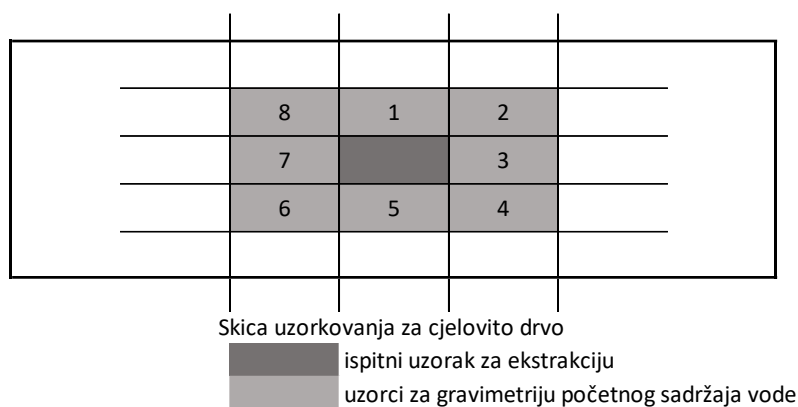 8 1 2
7 3
6 5 4
Skica uzorkovanja za cjelovito drvo
ispitni uzorak za ekstrakciju
uzorci za gravimetriju početnog sadržaja vode